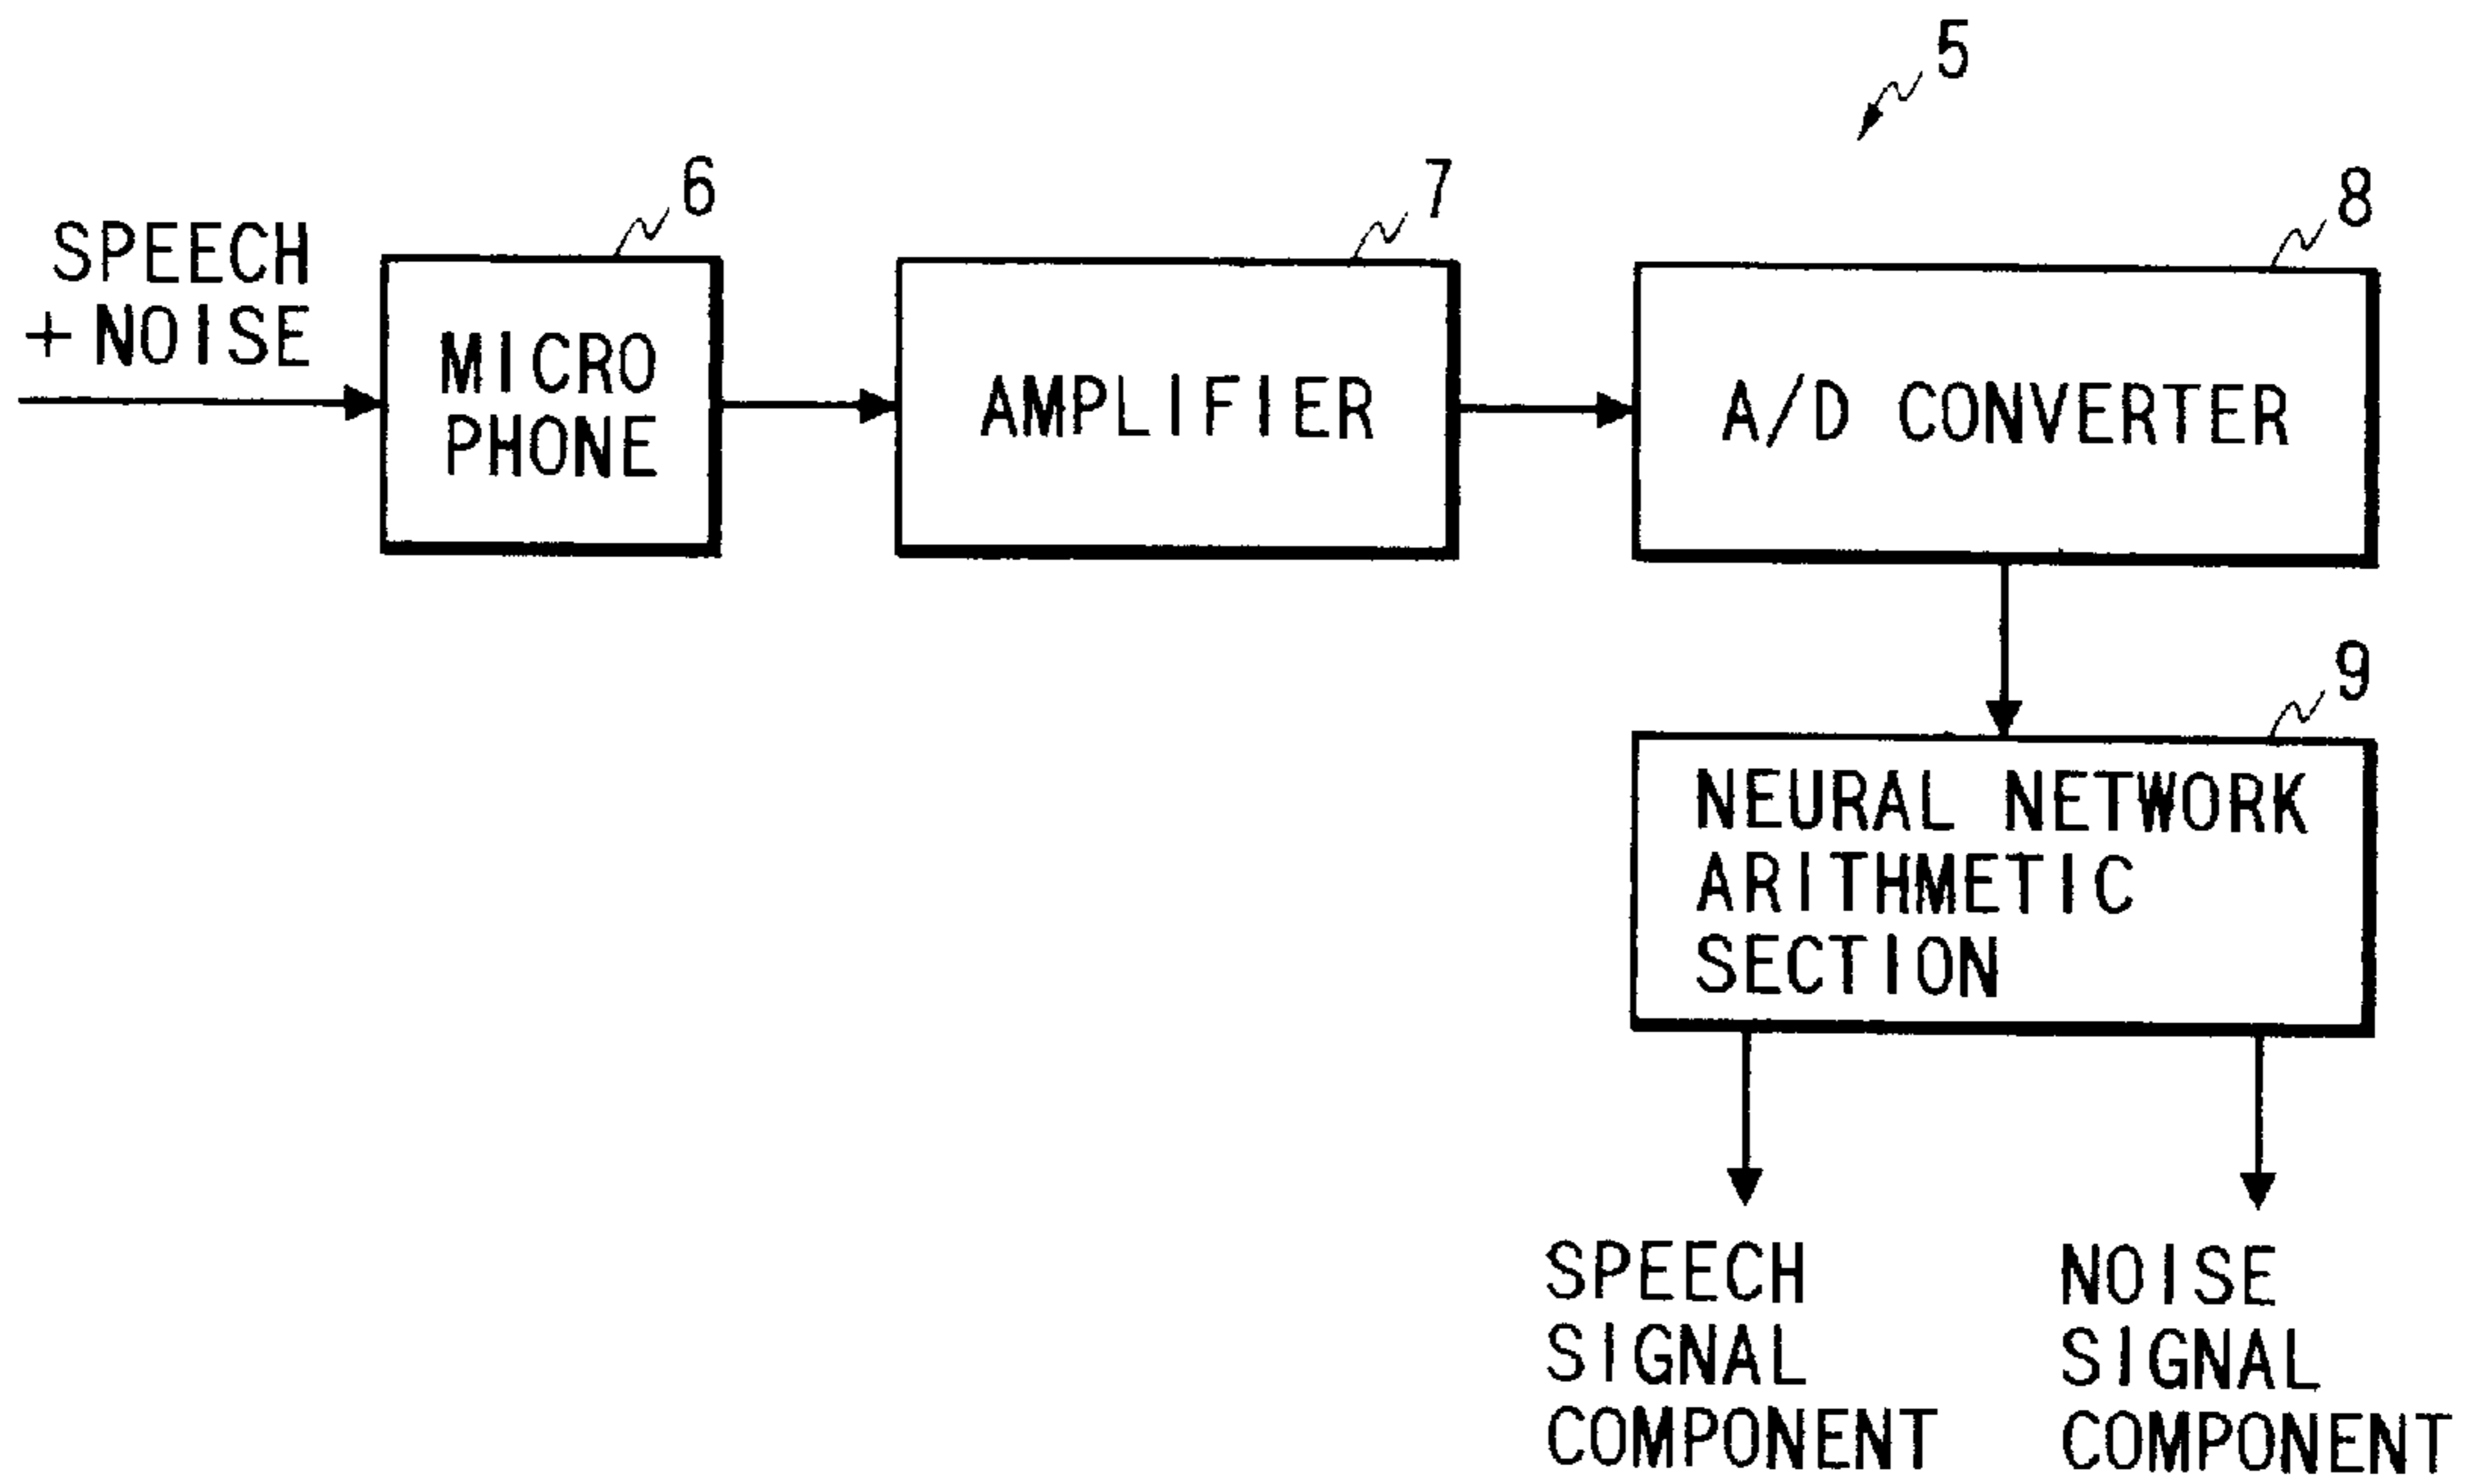 5
6
7
8
SPEECH
+ NOISE
MICRO
PHONE
AMPLIFIER
A/D CONVERTER
9
NEURAL NETWORK
ARITHMETIC
SECTION
SPEECH
SIGNAL
COMPONENT
NOISE
SIGNAL
COMPONENT